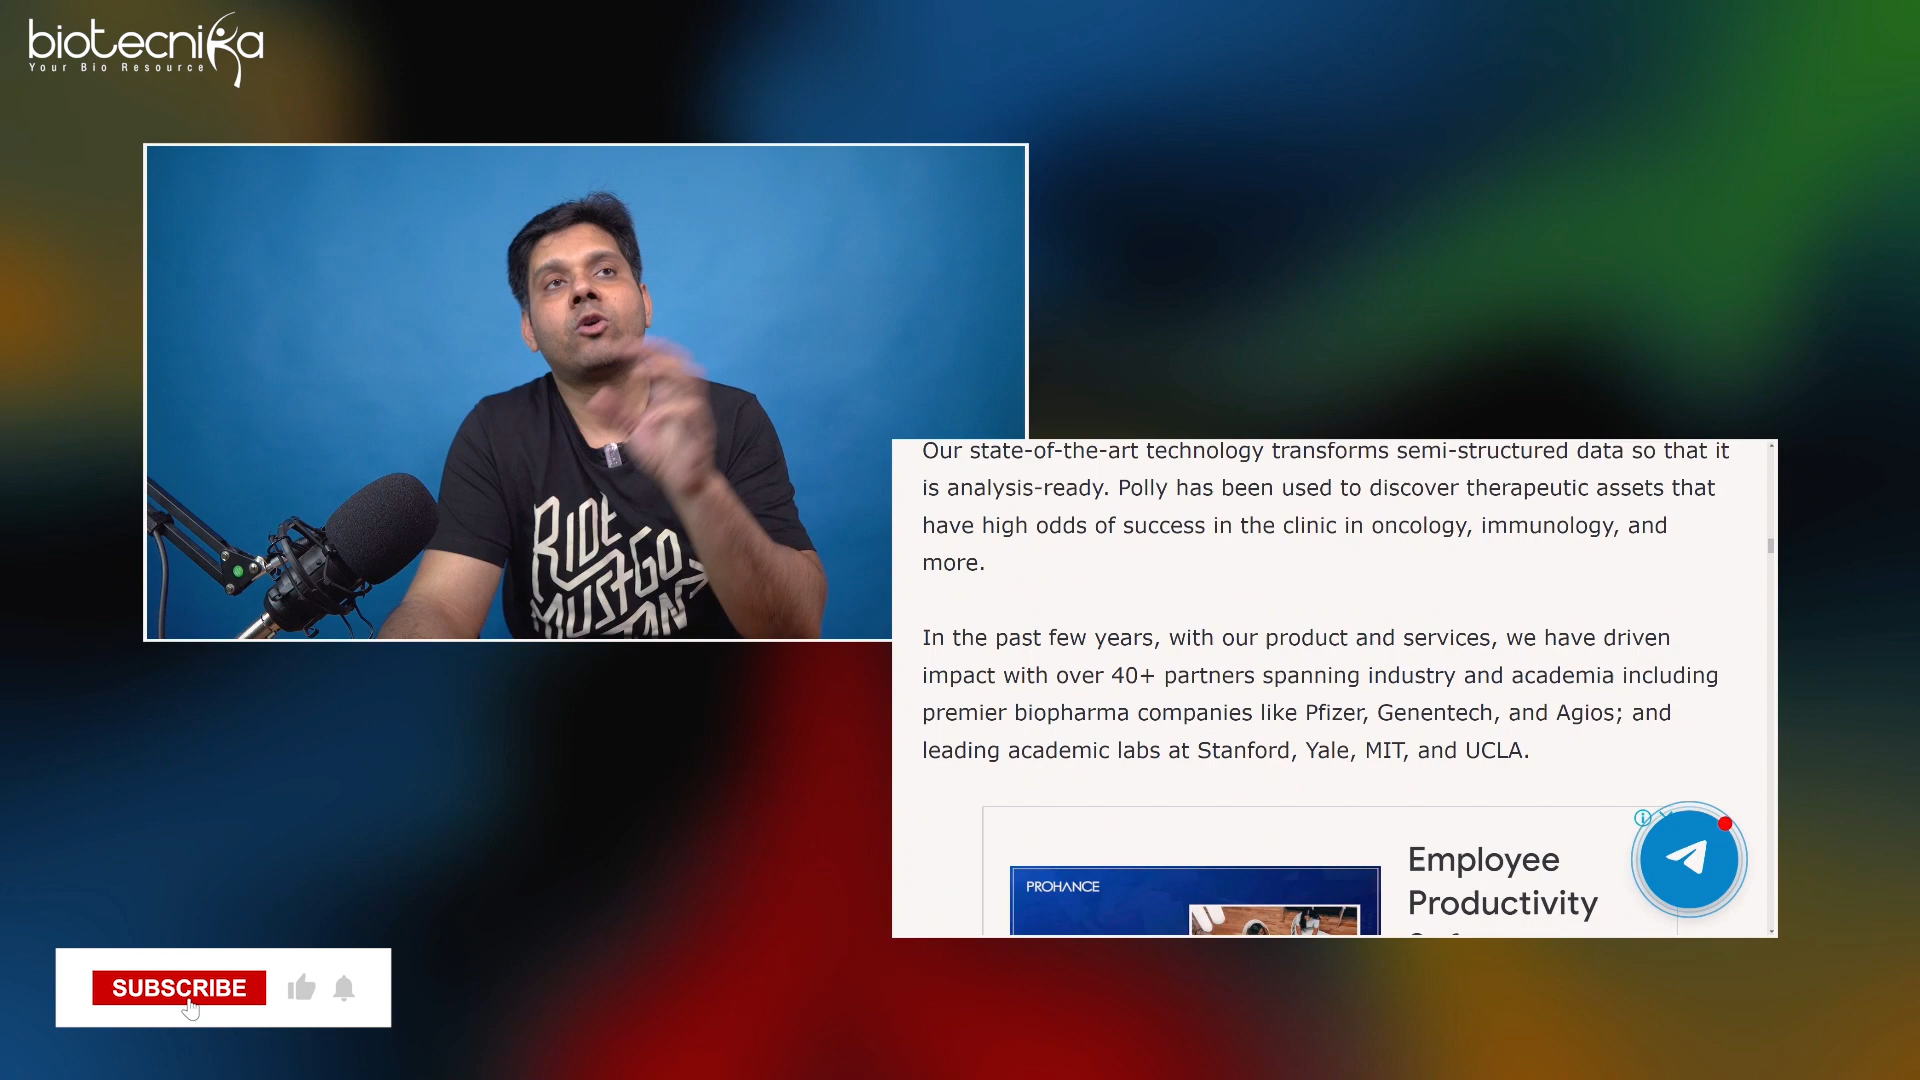 biotecnika
Your Bio Resource
RIOT
MUST GO
Our state-of-the-art technology transforms semi-structured data so that it
is analysis-ready. Polly has been used to discover therapeutic assets that
have high odds of success in the clinic in oncology, immunology, and
more.
In the past few years, with our product and services, we have driven
impact with over 40+ partners spanning industry and academia including
premier biopharma companies like Pfizer, Genentech, and Agios; and
leading academic labs at Stanford, Yale, MIT, and UCLA.
PROHANCE
Employee
Productivity
SUBSCRIBE